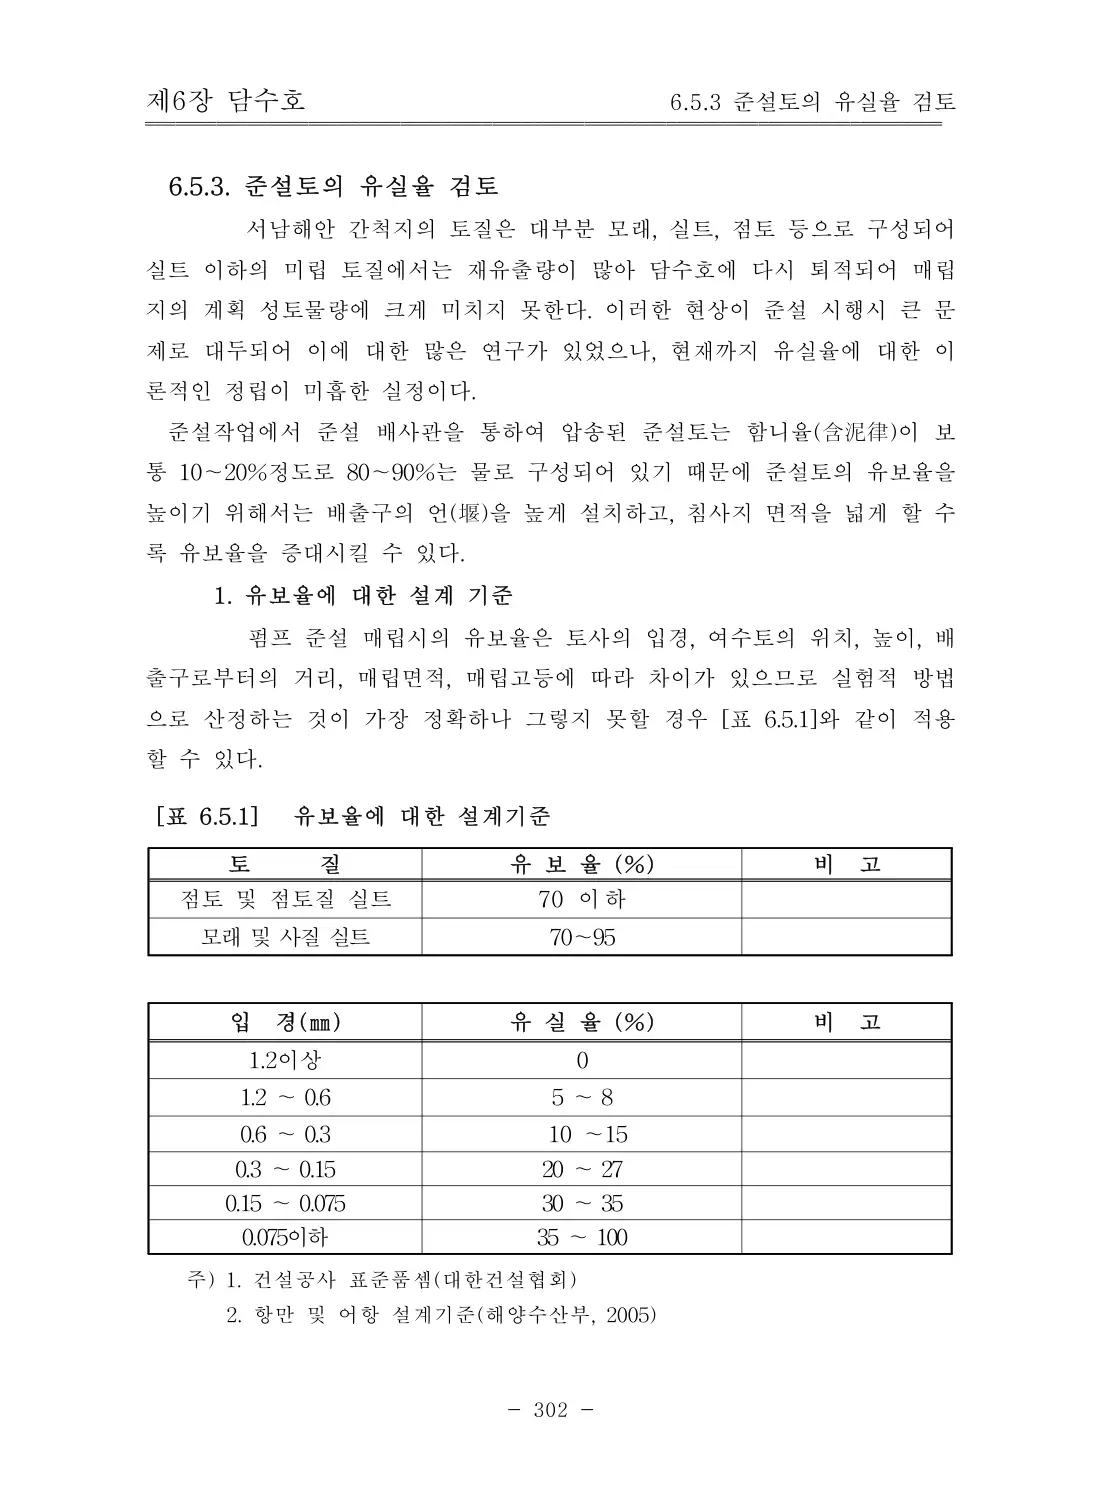 제6장 담수호
6.5.3 준설토의 유실율 검토
6.5.3. 준설토의 유실율 검토
서남해안 간척지의 토질은 대부분 모래, 실트, 점토 등으로 구성되어
실트 이하의 미립 토질에서는 재유출량이 많아 담수호에 다시 퇴적되어 매립
지의 계획 성토물량에 크게 미치지 못한다. 이러한 현상이 준설 시행시 큰 문
제로 대두되어 이에 대한 많은 연구가 있었으나, 현재까지 유실율에 대한 이
론적인 정립이 미흡한 실정이다.
준설작업에서 준설 배사관을 통하여 압송된 준설토는 함니율(含泥律)이 보
통 10~20%정도로 80~90%는 물로 구성되어 있기 때문에 준설토의 유보율을
높이기 위해서는 배출구의 언(堰)을 높게 설치하고, 침사지 면적을 넓게 할 수
록 유보율을 증대시킬 수 있다.
1. 유보율에 대한 설계 기준
펌프 준설 매립시의 유보율은 토사의 입경, 여수토의 위치, 높이, 배
출구로부터의 거리, 매립면적, 매립고등에 따라 차이가 있으므로 실험적 방법
으로 산정하는 것이 가장 정확하나 그렇지 못할 경우 [표 6.5.1]와 같이 적용
할 수 있다.
[표 6.5.1] 유보율에 대한 설계기준
토 질 유 보 율 (%) 비 고
점토 및 점토질 실트 70 이하
모래 및 사질 실트 70~95
입 경(㎜) 유 실 율 (%) 비 고
1.2이상 0
1.2 ~ 0.6 5 ~ 8
0.6 ~ 0.3 10 ~15
0.3 ~ 0.15 20 ~ 27
0.15 ~ 0.075 30 ~ 35
0.075이하 35 ~ 100
주) 1. 건설공사 표준품셈(대한건설협회)
2. 항만 및 어항 설계기준(해양수산부, 2005)
- 302 -